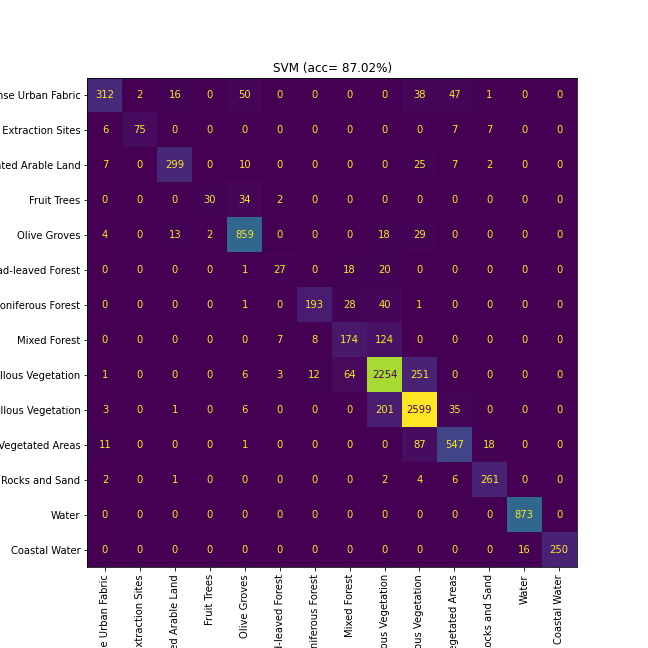 SVM (acc= 87.02%)
nse Urban Fabric 312 2 16 0 50 0 0 0 0 38 47 1 0 0
Extraction Sites 6 75 0 0 0 0 0 0 0 0 7 7 0 0
ated Arable Land 7 0 299 0 10 0 0 0 0 25 7 2 0 0
Fruit Trees 0 0 0 30 34 2 0 0 0 0 0 0 0 0
Olive Groves 4 0 13 2 859 0 0 0 18 29 0 0 0 0
ad-leaved Forest 0 0 0 0 1 27 0 18 20 0 0 0 0 0
oniferous Forest 0 0 0 0 1 0 193 28 40 1 0 0 0 0
Mixed Forest 0 0 0 0 0 7 8 174 124 0 0 0 0 0
llous Vegetation 1 0 0 0 6 3 12 64 2254 251 0 0 0 0
llous Vegetation 3 0 1 0 6 0 0 0 201 2599 35 0 0 0
Vegetated Areas 11 0 0 0 1 0 0 0 0 87 547 18 0 0
Rocks and Sand 2 0 1 0 0 0 0 0 2 4 6 261 0 0
Water 0 0 0 0 0 0 0 0 0 0 0 0 873 0
Coastal Water 0 0 0 0 0 0 0 0 0 0 0 0 16 250
e Urban Fabric
xtraction Sites
ed Arable Land
Fruit Trees
Olive Groves
d-leaved Forest
niferous Forest
Mixed Forest
ous Vegetation
ous Vegetation
egetated Areas
ocks and Sand
Water
Coastal Water